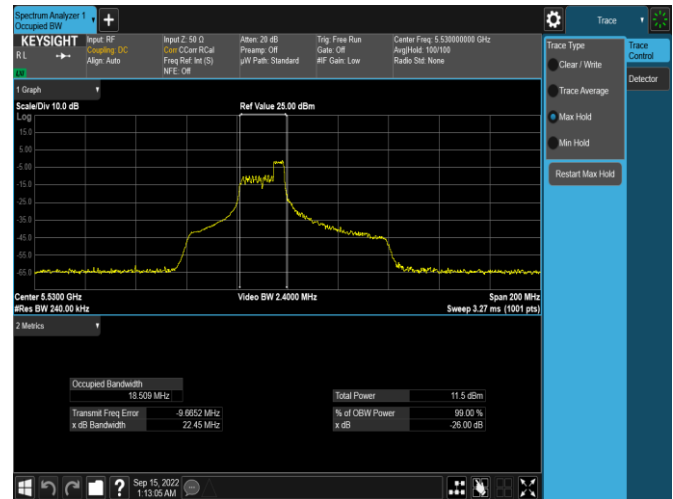 Spectrum Analyzer 1
Occupied BW
KEYSIGHT
R L
Input: RF
Coupling: DC
Align: Auto
Input Z: 50 Ω
Corr CCorr RCal
Freq Ref: Int (S)
NFE: Off
Atten: 20 dB
Preamp: Off
µW Path: Standard
Trig: Free Run
Gate: Off
#IF Gain: Low
Center Freq: 5.530000000 GHz
Avg|Hold: 100/100
Radio Std: None
1 Graph
Scale/Div 10.0 dB
Ref Value 25.00 dBm
Log
15.0
5.00
-5.00
-15.0
-25.0
-35.0
-45.0
-55.0
-65.0
Center 5.5300 GHz
Video BW 2.4000 MHz
Span 200 MHz
#Res BW 240.00 kHz
Sweep 3.27 ms (1001 pts)
2 Metrics
Occupied Bandwidth
18.509 MHz
Total Power 11.5 dBm
Transmit Freq Error -9.6652 MHz
% of OBW Power 99.00 %
x dB Bandwidth 22.45 MHz
x dB -26.00 dB
Sep 15, 2022
1:13:05 AM
?
Trace
Trace Type
Clear / Write
Trace Average
Max Hold
Min Hold
Restart Max Hold
Trace
Control
Detector